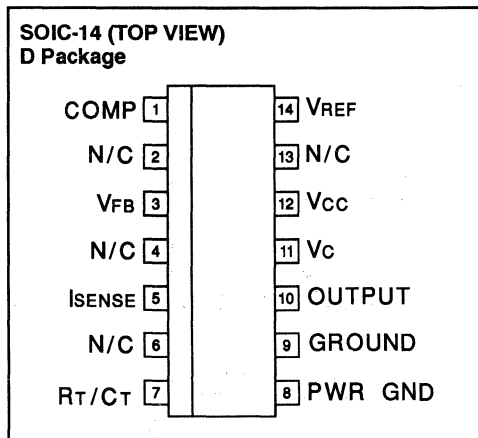 SOIC-14 (TOP VIEW)
D Package
COMP 1 14 VREF
N/C 2 13 N/C
VFB 3 12 VCC
N/C 4 11 VC
ISENSE 5 10 OUTPUT
N/C 6 9 GROUND
RT/CT 7 8 PWR GND